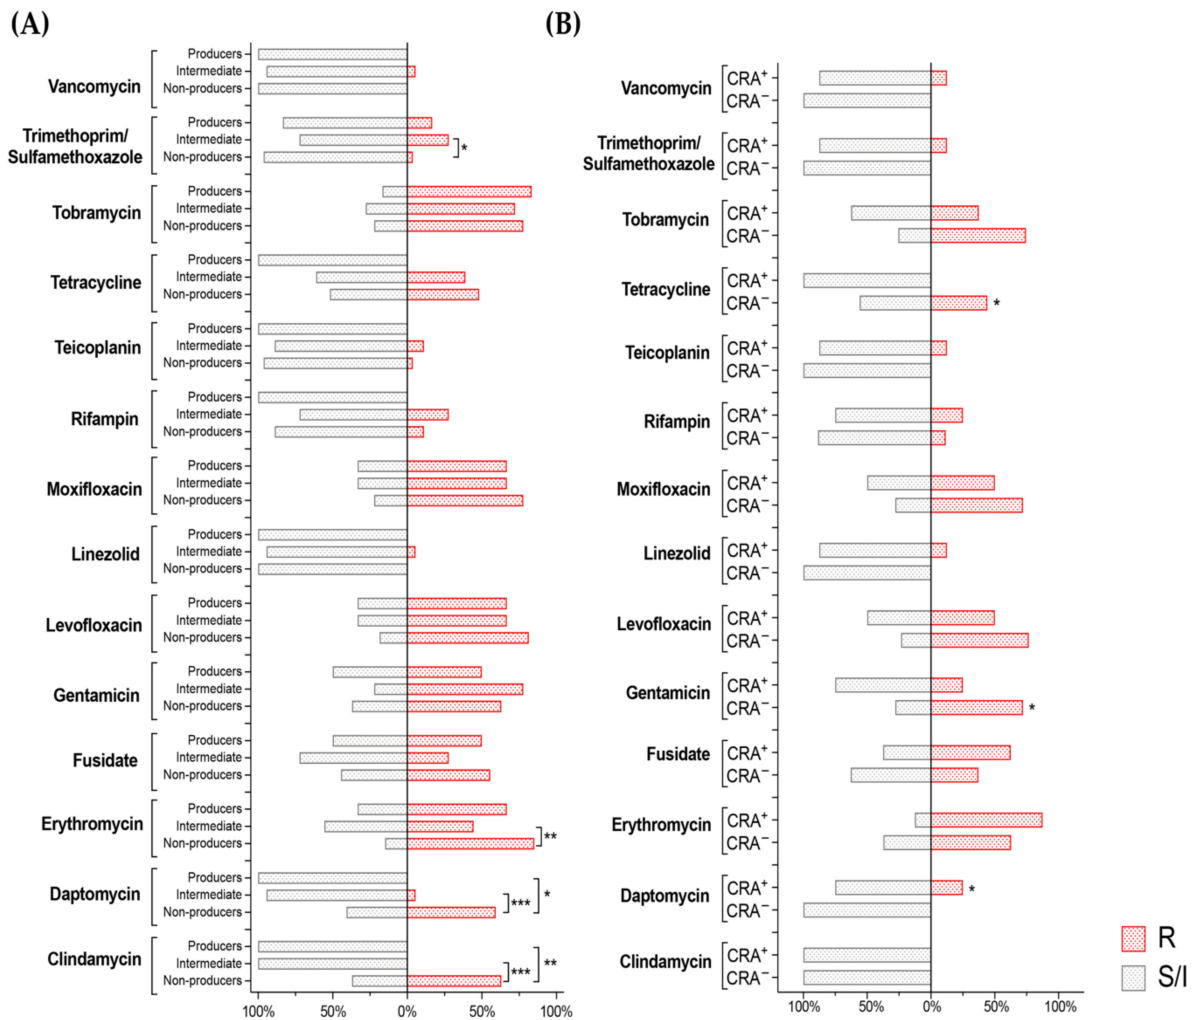 (A)
Vancomycin
Producers
Intermediate
Non-producers
Trimethoprim/
Sulfamethoxazole
Producers
Intermediate
Non-producers
*
Tobramycin
Producers
Intermediate
Non-producers
Tetracycline
Producers
Intermediate
Non-producers
Teicoplanin
Producers
Intermediate
Non-producers
Rifampin
Producers
Intermediate
Non-producers
Moxifloxacin
Producers
Intermediate
Non-producers
Linezolid
Producers
Intermediate
Non-producers
Levofloxacin
Producers
Intermediate
Non-producers
Gentamicin
Producers
Intermediate
Non-producers
Fusidate
Producers
Intermediate
Non-producers
Erythromycin
Producers
Intermediate
Non-producers
**
Daptomycin
Producers
Intermediate
Non-producers
***
*
Clindamycin
Producers
Intermediate
Non-producers
***
**
100% 50% 0% 50% 100%
(B)
Vancomycin
CRA⁺
CRA⁻
Trimethoprim/
Sulfamethoxazole
CRA⁺
CRA⁻
Tobramycin
CRA⁺
CRA⁻
Tetracycline
CRA⁺
CRA⁻
*
Teicoplanin
CRA⁺
CRA⁻
Rifampin
CRA⁺
CRA⁻
Moxifloxacin
CRA⁺
CRA⁻
Linezolid
CRA⁺
CRA⁻
Levofloxacin
CRA⁺
CRA⁻
Gentamicin
CRA⁺
CRA⁻
*
Fusidate
CRA⁺
CRA⁻
Erythromycin
CRA⁺
CRA⁻
Daptomycin
CRA⁺
*
CRA⁻
Clindamycin
CRA⁺
CRA⁻
100% 50% 0% 50% 100%
R
S/I